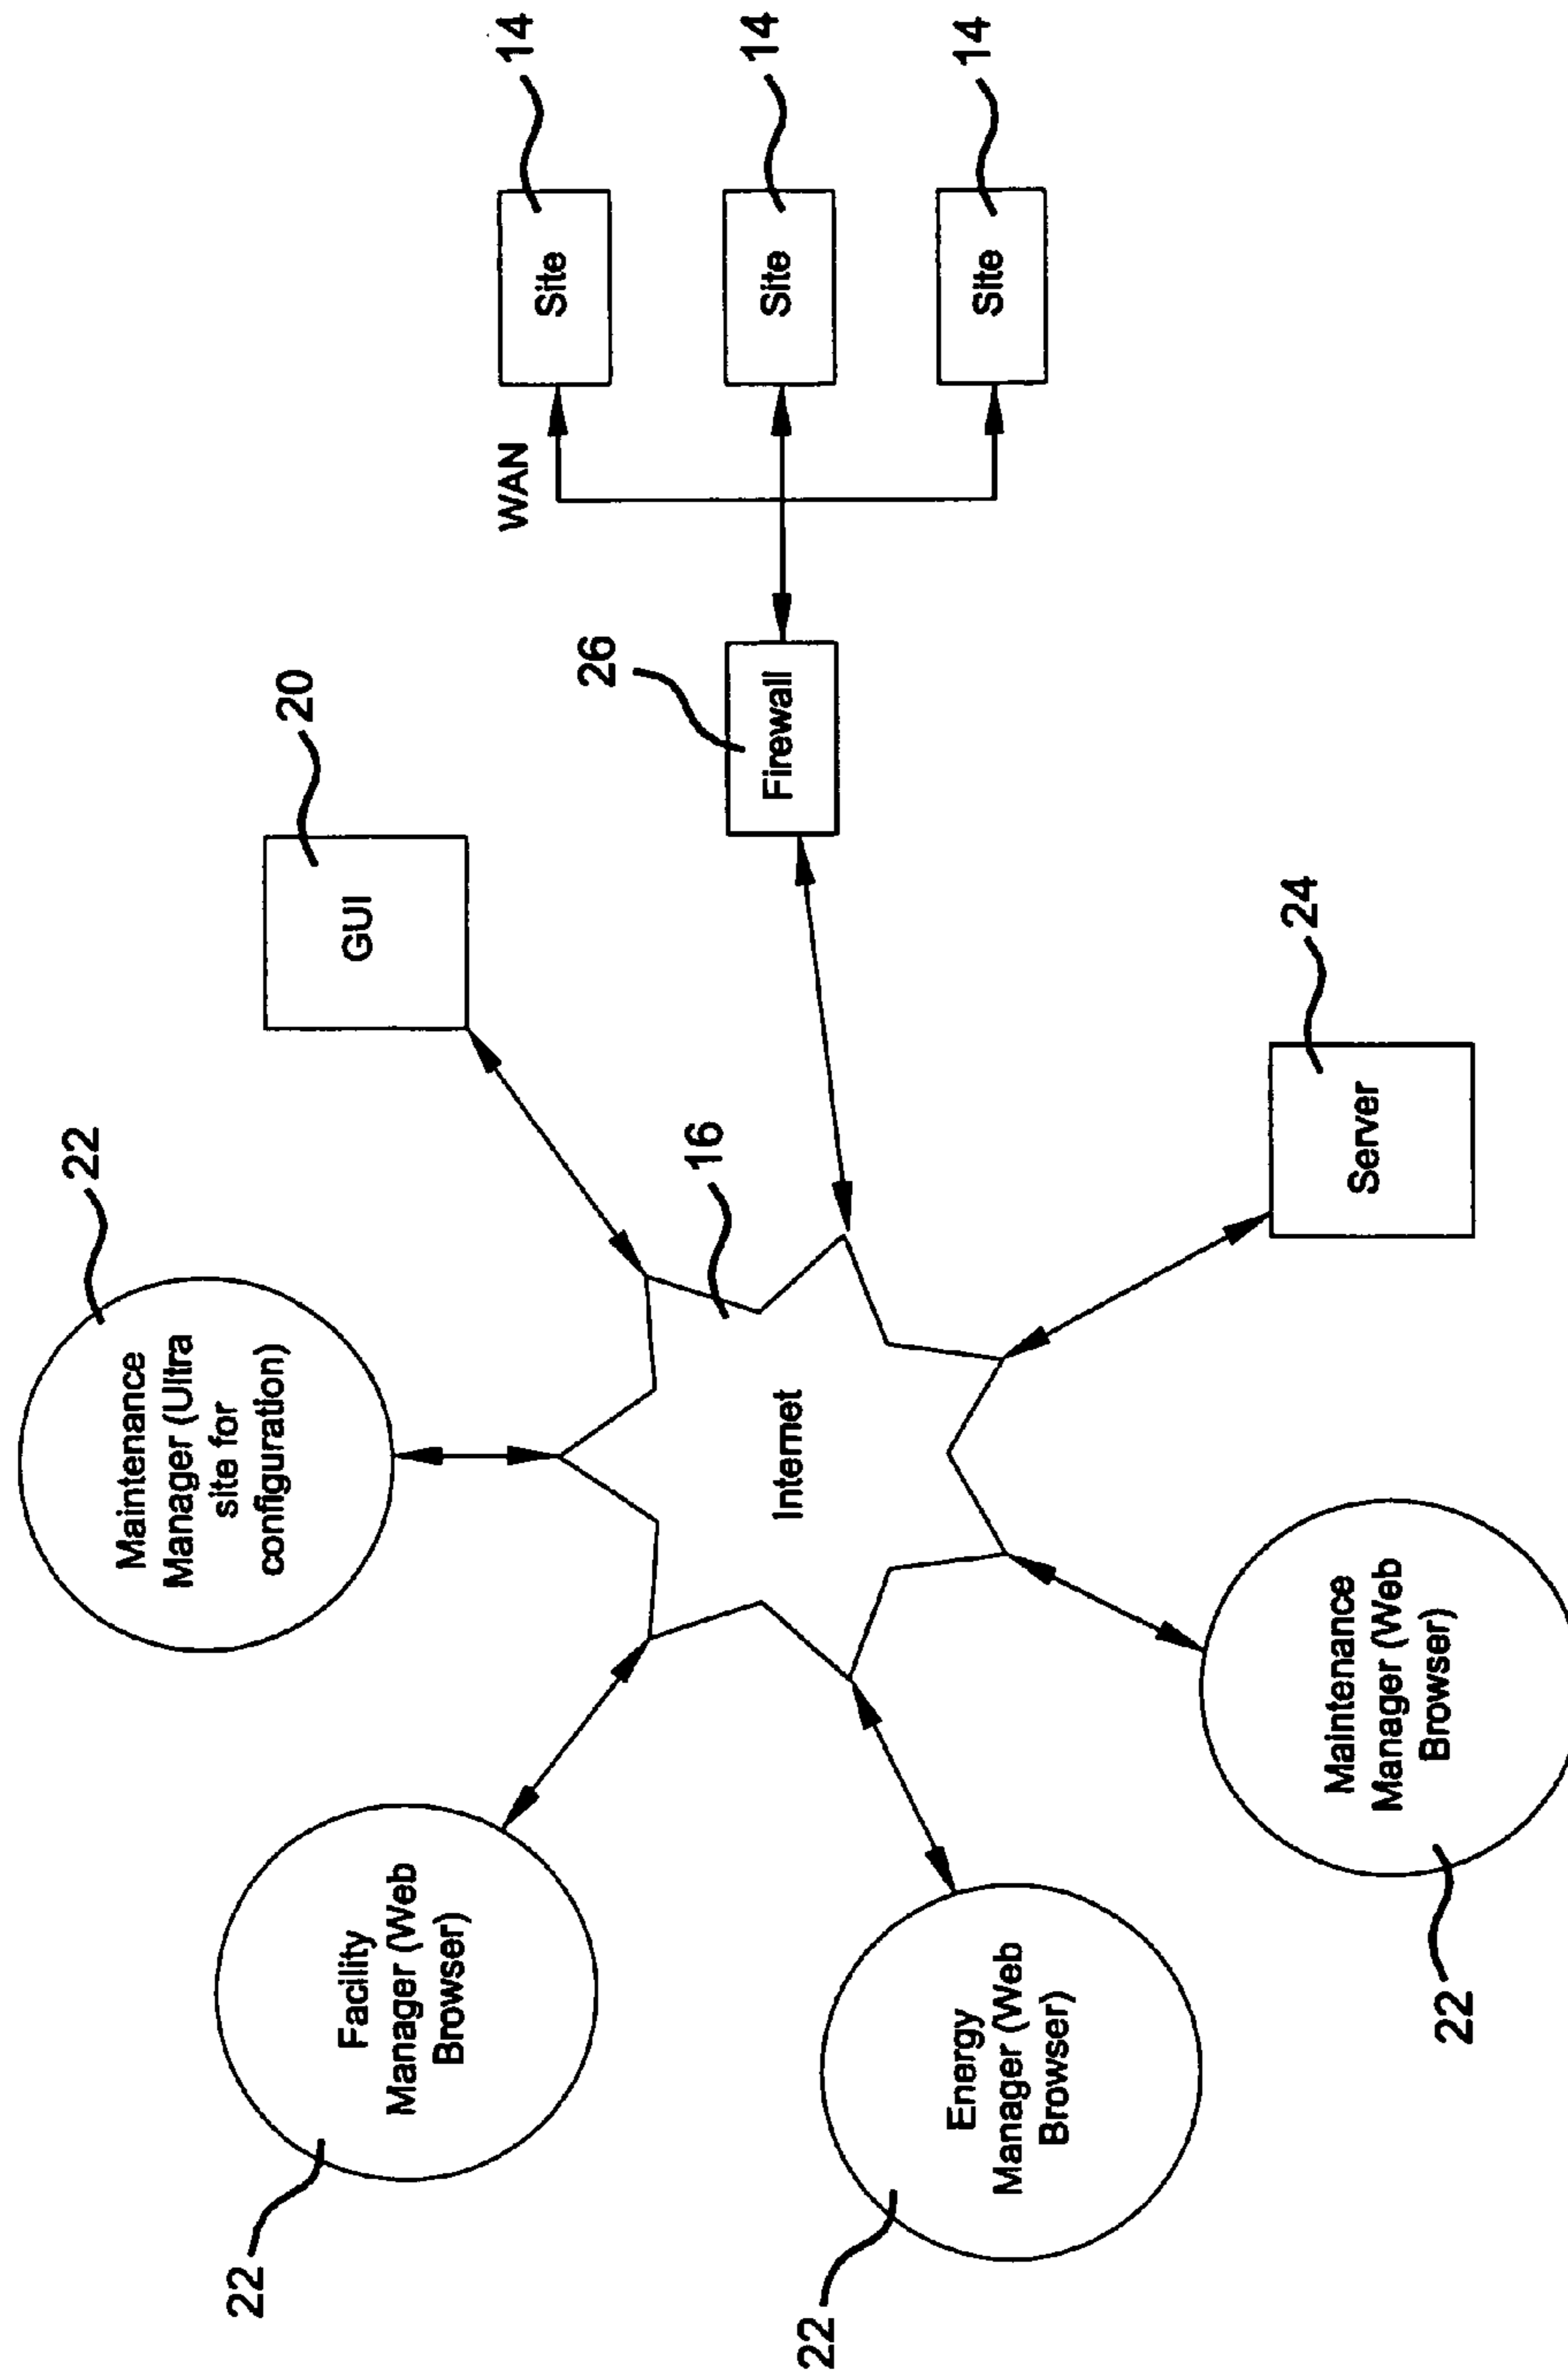 22
Maintenance
Manager (Ultra
site for
configuration)
22
Facility
Manager (Web
Browser)
20
GUI
WAN
14
Site
26
Firewall
16
Internet
14
Site
14
Site
22
Energy
Manager (Web
Browser)
24
Server
Maintenance
Manager (Web
Browser)
22